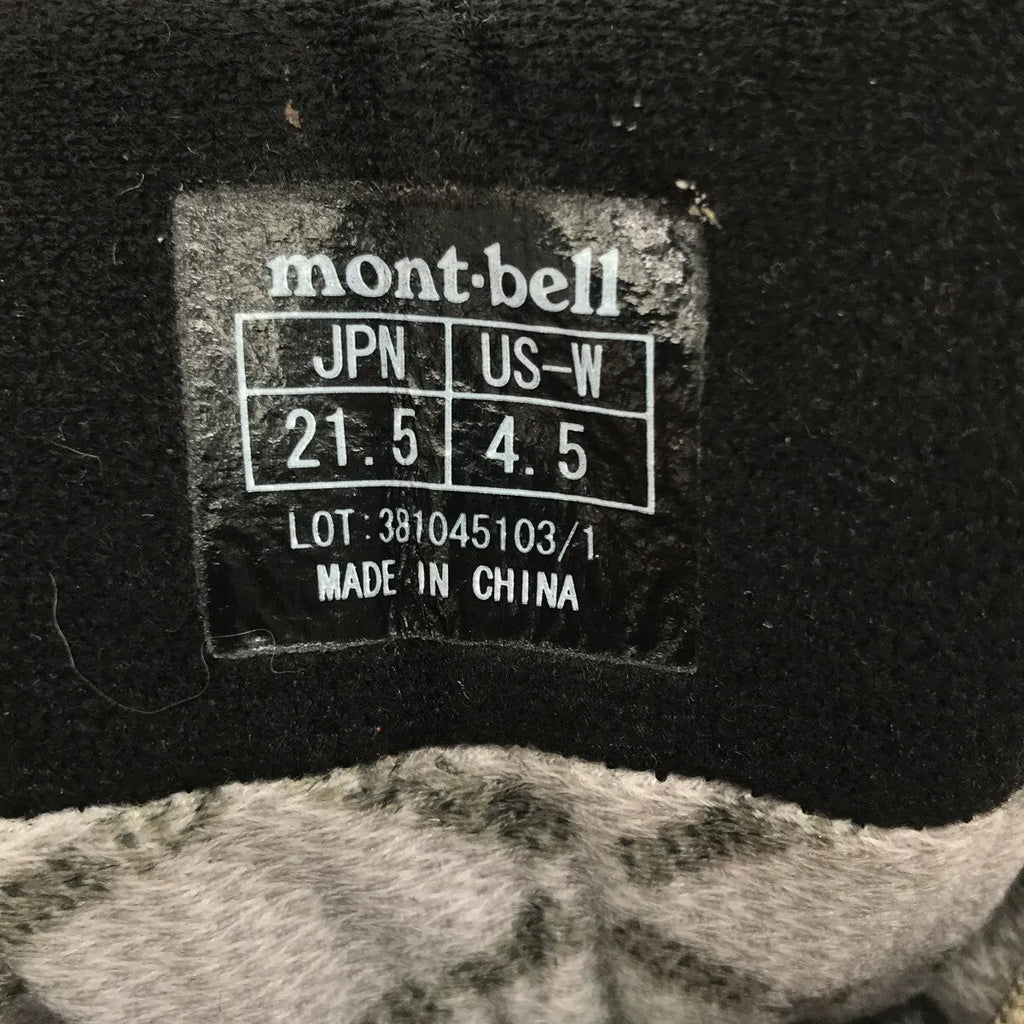 mont·bell
JPN US-W
21.5 4.5
LOT:381045103/1
MADE IN CHINA